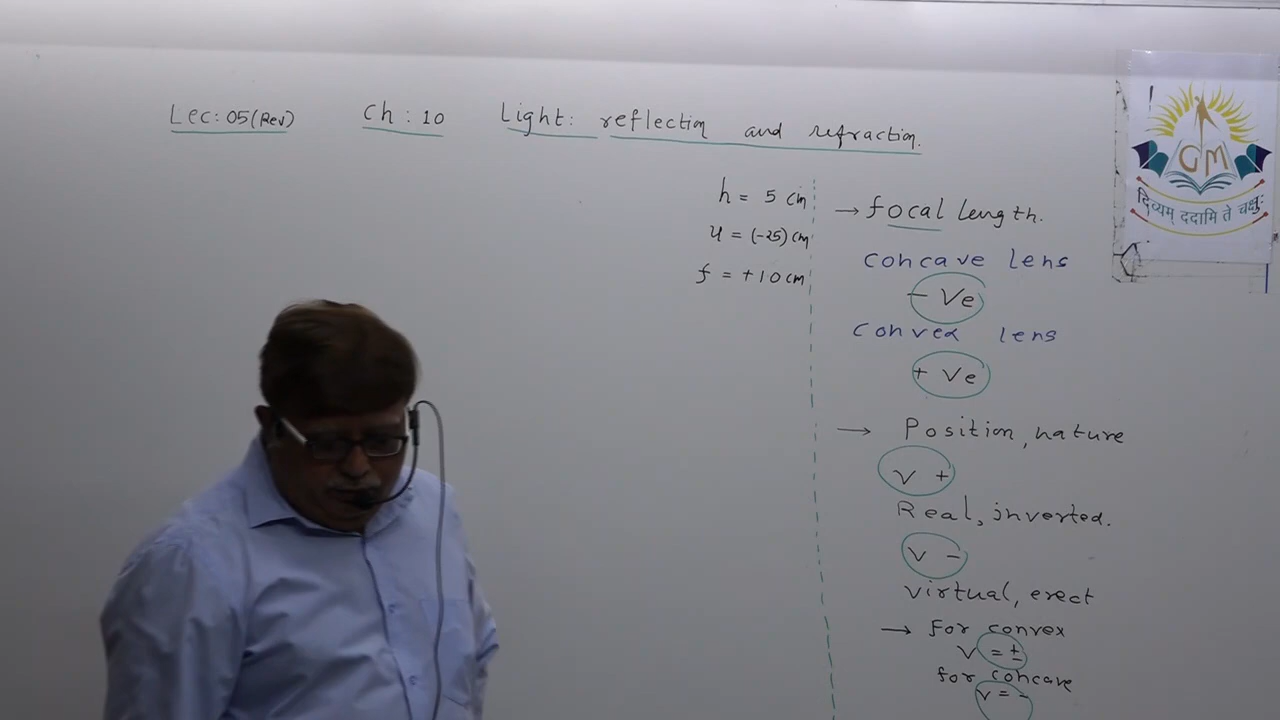 Lec: 05(Rev) Ch: 10 Light: reflection and refraction.
h = 5 cm
u = (-25) cm
f = +10 cm
→ focal length.
concave lens
- Ve
convex lens
+ Ve
→ Position, nature
v +
Real, inverted.
v -
virtual, erect
→ for convex
v = ±
for concave
v = -
GM
दिव्यम् ददामि ते चक्षुः